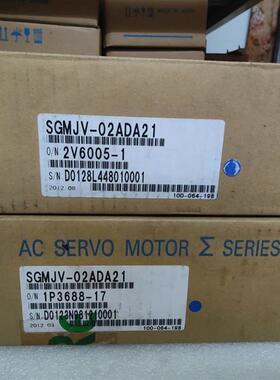 SGMJV-02ADA21
O/N 2V6005-1
S/N D0128L448010001
2012.08
100-064-198
AC SERVO MOTOR Σ SERIES
SGMJV-02ADA21
O/N 1P3688-17
S/N D0123N981210001
2012.03
100-064-198